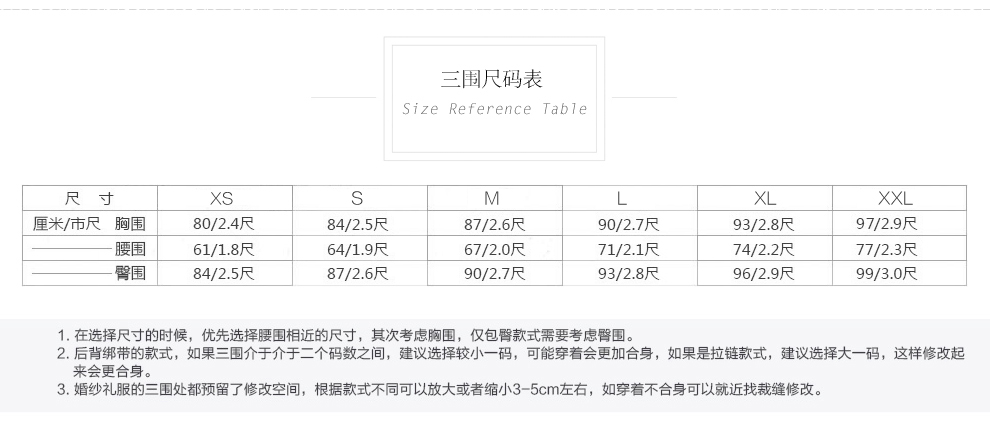 三围尺码表
Size Reference Table
尺 寸 XS S M L XL XXL
厘米/市尺 胸围 80/2.4尺 84/2.5尺 87/2.6尺 90/2.7尺 93/2.8尺 97/2.9尺
腰围 61/1.8尺 64/1.9尺 67/2.0尺 71/2.1尺 74/2.2尺 77/2.3尺
臀围 84/2.5尺 87/2.6尺 90/2.7尺 93/2.8尺 96/2.9尺 99/3.0尺
1. 在选择尺寸的时候，优先选择腰围相近的尺寸，其次考虑胸围，仅包臀款式需要考虑臀围。
2. 后背绑带的款式，如果三围介于介于二个码数之间，建议选择较小一码，可能穿着会更加合身，如果是拉链款式，建议选择大一码，这样修改起
来会更合身。
3. 婚纱礼服的三围处都预留了修改空间，根据款式不同可以放大或者缩小3-5cm左右，如穿着不合身可以就近找裁缝修改。